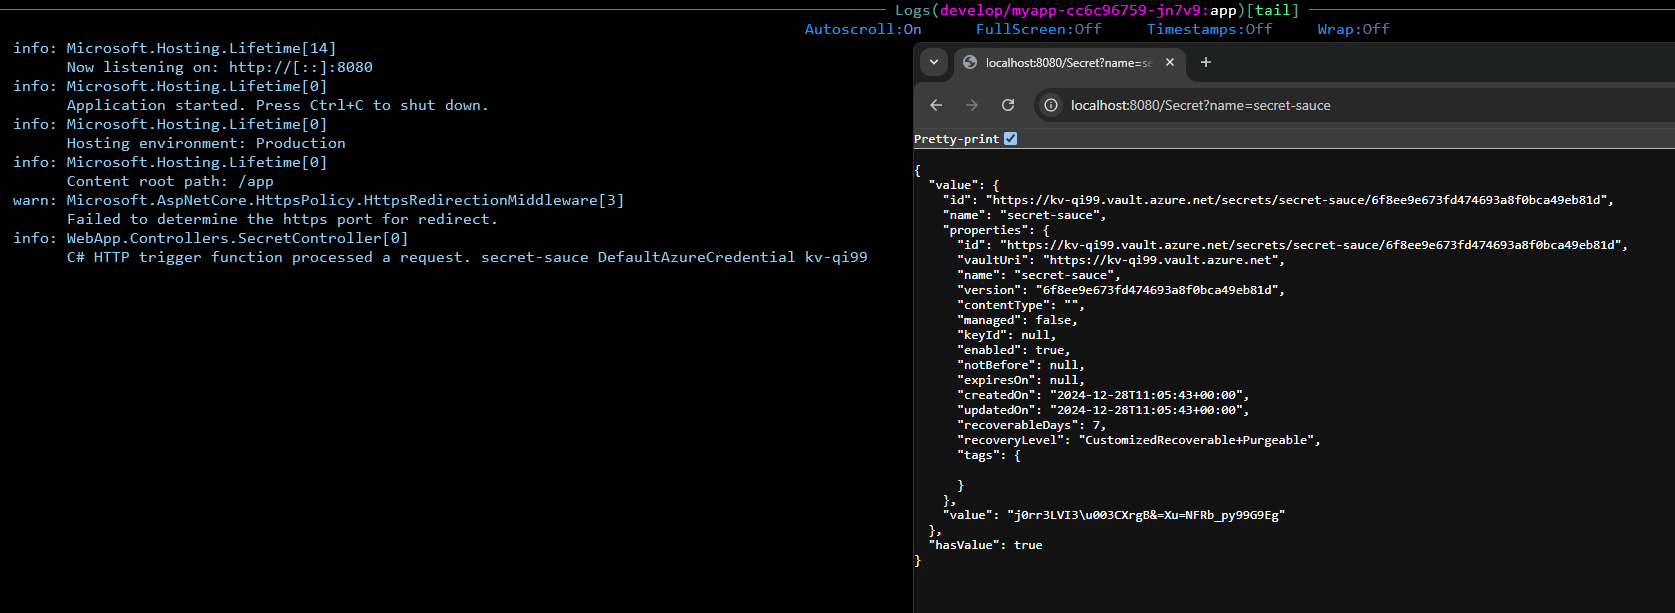 Logs(develop/myapp-cc6c96759-jn7v9:app)[tail]
Autoscroll:On FullScreen:Off Timestamps:Off Wrap:Off
info: Microsoft.Hosting.Lifetime[14]
Now listening on: http://[::]:8080
info: Microsoft.Hosting.Lifetime[0]
Application started. Press Ctrl+C to shut down.
info: Microsoft.Hosting.Lifetime[0]
Hosting environment: Production
info: Microsoft.Hosting.Lifetime[0]
Content root path: /app
warn: Microsoft.AspNetCore.HttpsPolicy.HttpsRedirectionMiddleware[3]
Failed to determine the https port for redirect.
info: WebApp.Controllers.SecretController[0]
C# HTTP trigger function processed a request. secret-sauce DefaultAzureCredential kv-qi99
localhost:8080/Secret?name=se
localhost:8080/Secret?name=secret-sauce
Pretty-print
{
"value": {
"id": "https://kv-qi99.vault.azure.net/secrets/secret-sauce/6f8ee9e673fd474693a8f0bca49eb81d",
"name": "secret-sauce",
"properties": {
"id": "https://kv-qi99.vault.azure.net/secrets/secret-sauce/6f8ee9e673fd474693a8f0bca49eb81d",
"vaultUri": "https://kv-qi99.vault.azure.net",
"name": "secret-sauce",
"version": "6f8ee9e673fd474693a8f0bca49eb81d",
"contentType": "",
"managed": false,
"keyId": null,
"enabled": true,
"notBefore": null,
"expiresOn": null,
"createdOn": "2024-12-28T11:05:43+00:00",
"updatedOn": "2024-12-28T11:05:43+00:00",
"recoverableDays": 7,
"recoveryLevel": "CustomizedRecoverable+Purgeable",
"tags": {
}
},
"value": "j0rr3LVI3\u003CXrgB&=Xu=NFRb_py99G9Eg"
},
"hasValue": true
}